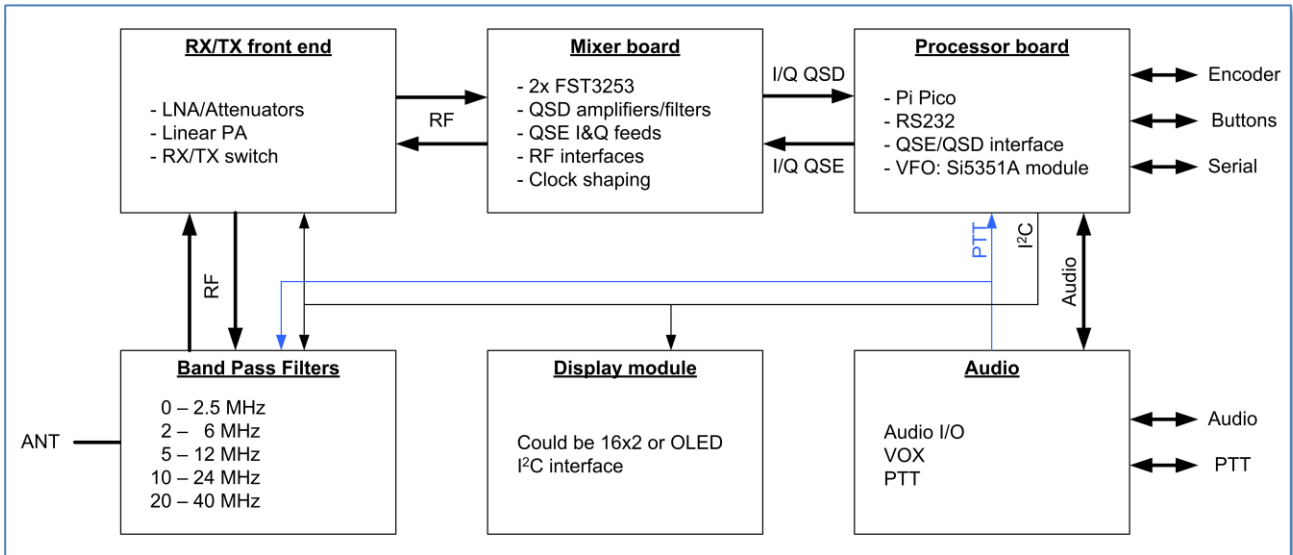 RX/TX front end
- LNA/Attenuators
- Linear PA
- RX/TX switch
RF
Mixer board
- 2x FST3253
- QSD amplifiers/filters
- QSE I&Q feeds
- RF interfaces
- Clock shaping
I/Q QSD
I/Q QSE
Processor board
- Pi Pico
- RS232
- QSE/QSD interface
- VFO: Si5351A module
Encoder
Buttons
Serial
RF
PTT
I²C
Audio
ANT
Band Pass Filters
0 – 2.5 MHz
2 – 6 MHz
5 – 12 MHz
10 – 24 MHz
20 – 40 MHz
Display module
Could be 16x2 or OLED
I²C interface
Audio
Audio I/O
VOX
PTT
Audio
PTT